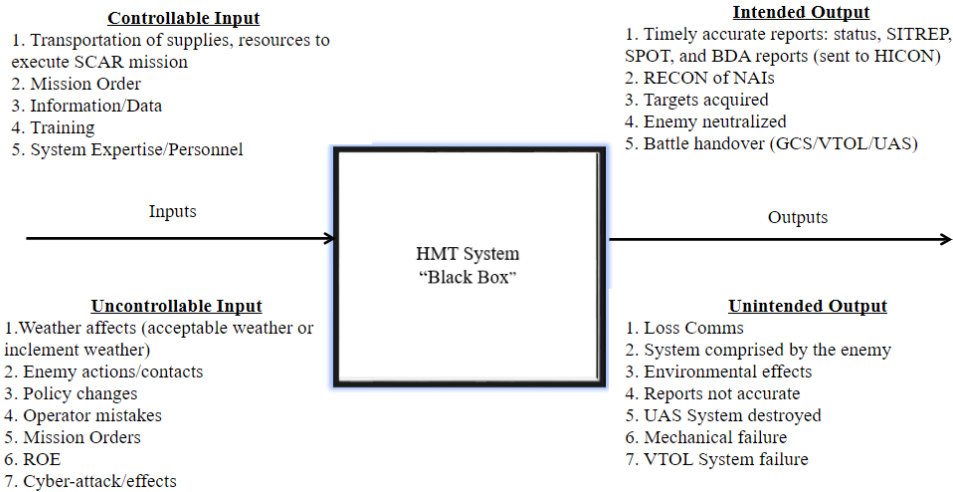 Controllable Input
1. Transportation of supplies, resources to
execute SCAR mission
2. Mission Order
3. Information/Data
4. Training
5. System Expertise/Personnel
Intended Output
1. Timely accurate reports: status, SITREP,
SPOT, and BDA reports (sent to HICON)
2. RECON of NAIs
3. Targets acquired
4. Enemy neutralized
5. Battle handover (GCS/VTOL/UAS)
Inputs
HMT System
“Black Box”
Outputs
Uncontrollable Input
1.Weather affects (acceptable weather or
inclement weather)
2. Enemy actions/contacts
3. Policy changes
4. Operator mistakes
5. Mission Orders
6. ROE
7. Cyber-attack/effects
Unintended Output
1. Loss Comms
2. System comprised by the enemy
3. Environmental effects
4. Reports not accurate
5. UAS System destroyed
6. Mechanical failure
7. VTOL System failure